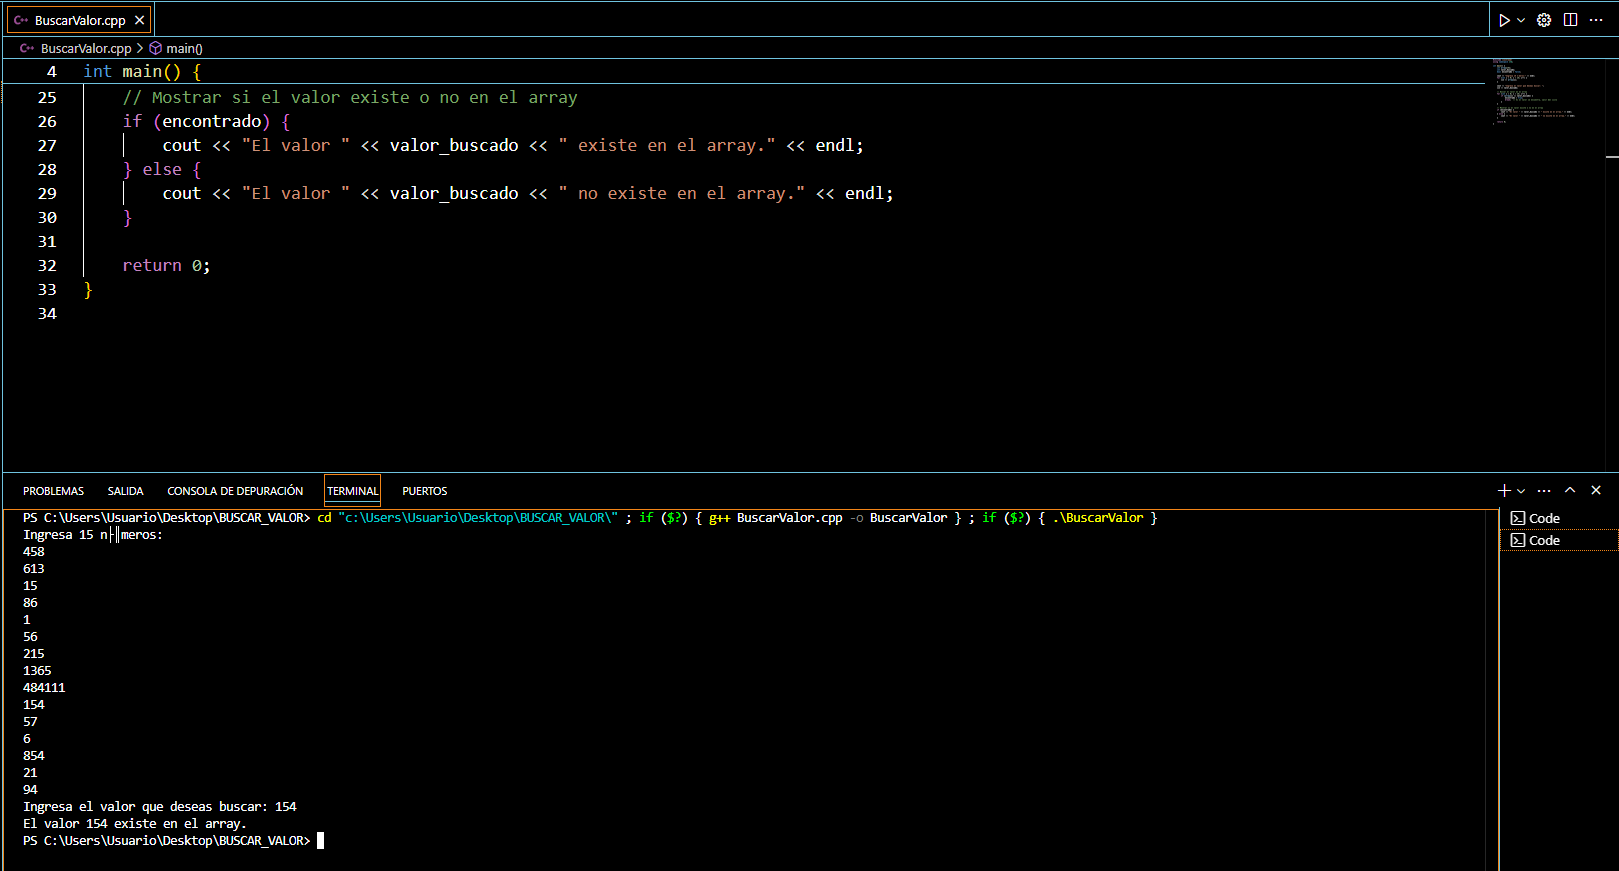 C++ BuscarValor.cpp
C++ BuscarValor.cpp > main()
4 int main() {
25 // Mostrar si el valor existe o no en el array
26 if (encontrado) {
27 cout << "El valor " << valor_buscado << " existe en el array." << endl;
28 } else {
29 cout << "El valor " << valor_buscado << " no existe en el array." << endl;
30 }
31
32 return 0;
33 }
34
PROBLEMAS SALIDA CONSOLA DE DEPURACIÓN TERMINAL PUERTOS
PS C:\Users\Usuario\Desktop\BUSCAR_VALOR> cd "c:\Users\Usuario\Desktop\BUSCAR_VALOR\" ; if ($?) { g++ BuscarValor.cpp -o BuscarValor } ; if ($?) { .\BuscarValor }
Ingresa 15 n├║meros:
458
613
15
86
1
56
215
1365
484111
154
57
6
854
21
94
Ingresa el valor que deseas buscar: 154
El valor 154 existe en el array.
PS C:\Users\Usuario\Desktop\BUSCAR_VALOR>
Code
Code